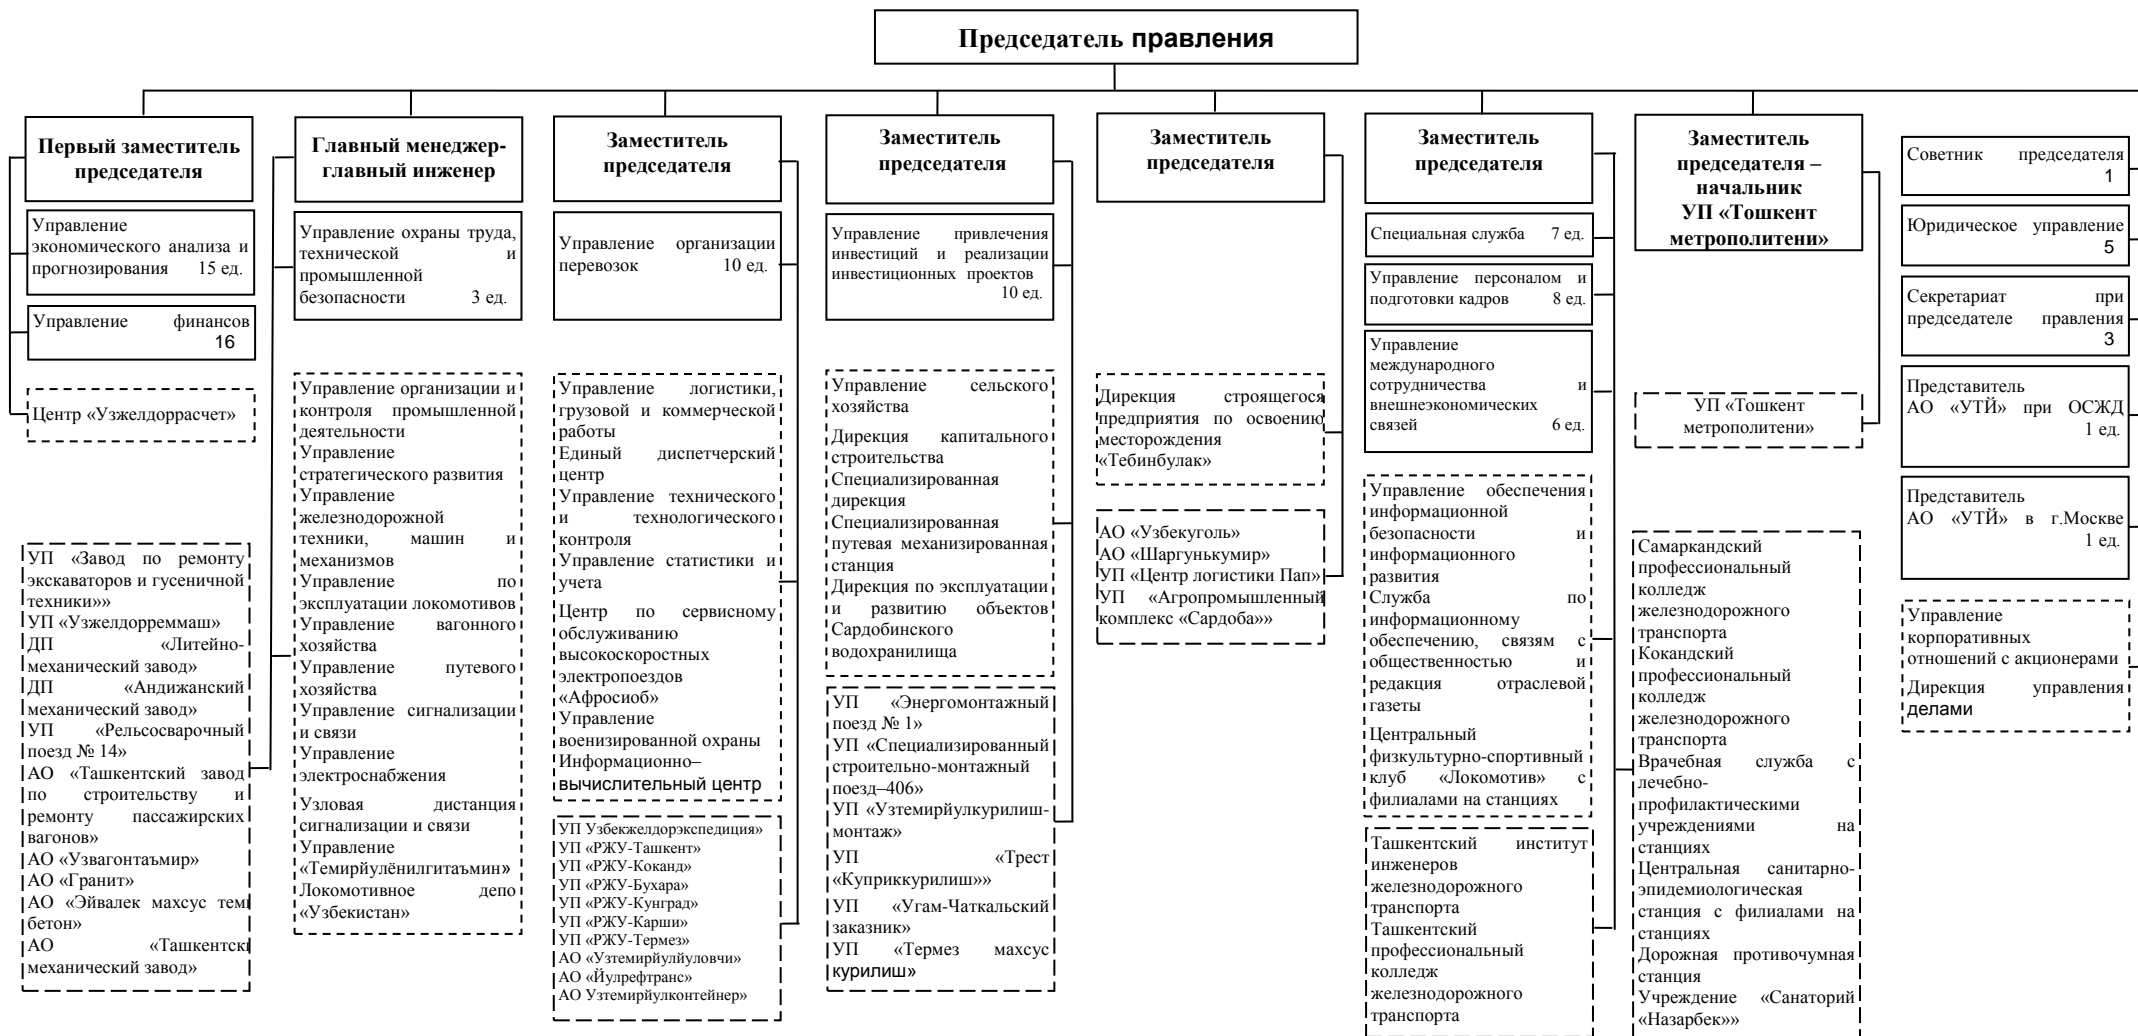 Председатель правления
Первый заместитель
председателя
Управление
экономического анализа и
прогнозирования 15 ед.
Управление финансов
16
Центр «Узжелдоррасчет»
УП «Завод по ремонту
экскаваторов и гусеничной
техники»»
УП «Узжелдорреммаш»
ДП «Литейно-
механический завод»
ДП «Андижанский
механический завод»
УП «Рельсосварочный
поезд № 14»
АО «Ташкентский завод
по строительству и
ремонту пассажирских
вагонов»
АО «Узвагонтаъмир»
АО «Гранит»
АО «Эйвалек махсус тем
бетон»
АО «Ташкентск
механический завод»
Главный менеджер-
главный инженер
Управление охраны труда,
технической и
промышленной
безопасности 3 ед.
Управление организации и
контроля промышленной
деятельности
Управление
стратегического развития
Управление
железнодорожной
техники, машин и
механизмов
Управление по
эксплуатации локомотивов
Управление вагонного
хозяйства
Управление путевого
хозяйства
Управление сигнализации
и связи
Управление
электроснабжения
Узловая дистанция
сигнализации и связи
Управление
«Темирйулёнилгитаъмин»
Локомотивное депо
«Узбекистан»
Заместитель
председателя
Управление организации
перевозок 10 ед.
Управление логистики,
грузовой и коммерческой
работы
Единый диспетчерский
центр
Управление технического
и технологического
контроля
Управление статистики и
учета
Центр по сервисному
обслуживанию
высокоскоростных
электропоездов
«Афросиоб»
Управление
военизированной охраны
Информационно–
вычислительный центр
УП Узбекжелдорэкспедиция»
УП «РЖУ-Ташкент»
УП «РЖУ-Коканд»
УП «РЖУ-Бухара»
УП «РЖУ-Кунград»
УП «РЖУ-Карши»
УП «РЖУ-Термез»
АО «Узтемирйулйуловчи»
АО «Йулрефтранс»
АО Узтемирйулконтейнер»
Заместитель
председателя
Управление привлечения
инвестиций и реализации
инвестиционных проектов
10 ед.
Управление сельского
хозяйства
Дирекция капитального
строительства
Специализированная
дирекция
Специализированная
путевая механизированная
станция
Дирекция по эксплуатации
и развитию объектов
Сардобинского
водохранилища
УП «Энергомонтажный
поезд № 1»
УП «Специализированный
строительно-монтажный
поезд–406»
УП «Узтемирйулкурилиш-
монтаж»
УП «Трест
«Куприккурилиш»»
УП «Угам-Чаткальский
заказник»
УП «Термез махсус
курилиш»
Заместитель
председателя
Дирекция строящегося
предприятия по освоению
месторождения
«Тебинбулак»
АО «Узбекуголь»
АО «Шаргунькумир»
УП «Центр логистики Пап»
УП «Агропромышленный
комплекс «Сардоба»»
Заместитель
председателя
Специальная служба 7 ед.
Управление персоналом и
подготовки кадров 8 ед.
Управление
международного
сотрудничества и
внешнеэкономических
связей 6 ед.
Управление обеспечения
информационной
безопасности и
информационного
развития
Служба по
информационному
обеспечению, связям с
общественностью и
редакция отраслевой
газеты
Центральный
физкультурно-спортивный
клуб «Локомотив» с
филиалами на станциях
Ташкентский институт
инженеров
железнодорожного
транспорта
Ташкентский
профессиональный
колледж
железнодорожного
транспорта
Заместитель
председателя –
начальник
УП «Тошкент
метрополитени»
УП «Тошкент
метрополитени»
Самаркандский
профессиональный
колледж
железнодорожного
транспорта
Кокандский
профессиональный
колледж
железнодорожного
транспорта
Врачебная служба с
лечебно-
профилактическими
учреждениями на
станциях
Центральная санитарно-
эпидемиологическая
станция с филиалами на
станциях
Дорожная противочумная
станция
Учреждение «Санаторий
«Назарбек»»
Советник председателя
1
Юридическое управление
5
Секретариат при
председателе правления
3
Представитель
АО «УТЙ» при ОСЖД
1 ед.
Представитель
АО «УТЙ» в г.Москве
1 ед.
Управление
корпоративных
отношений с акционерами
Дирекция управления
делами